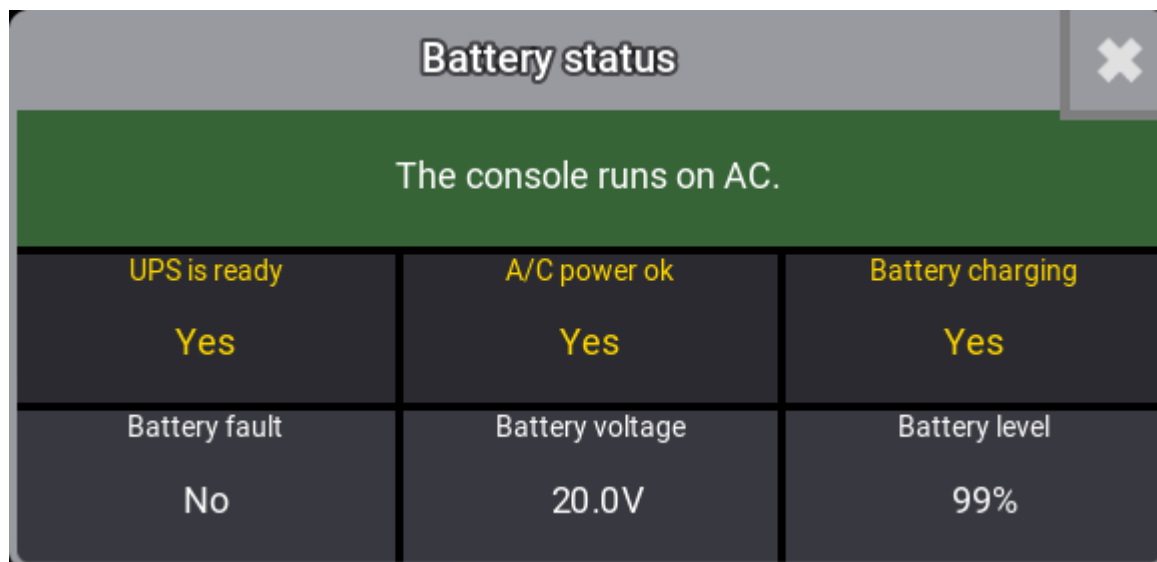 Battery status
The console runs on AC.
UPS is ready
A/C power ok
Battery charging
Yes
Yes
Yes
Battery fault
Battery voltage
Battery level
No
20.0V
99%